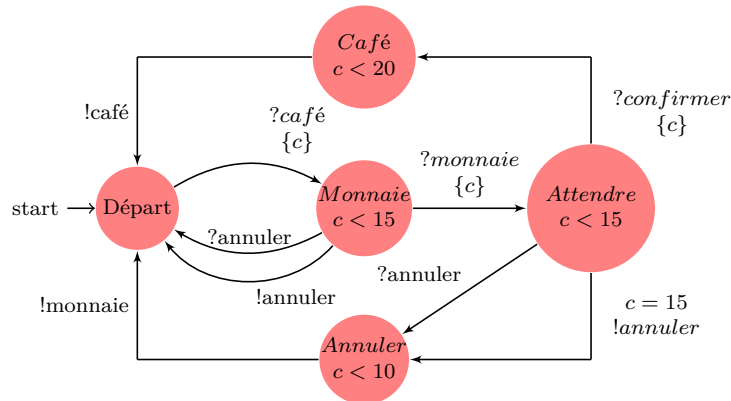 Café
c < 20
?confirmer
{c}
!café
?café
{c}
?monnaie
{c}
start
Départ
Monnaie
c < 15
Attendre
c < 15
?annuler
?annuler
!annuler
!monnaie
c = 15
!annuler
Annuler
c < 10